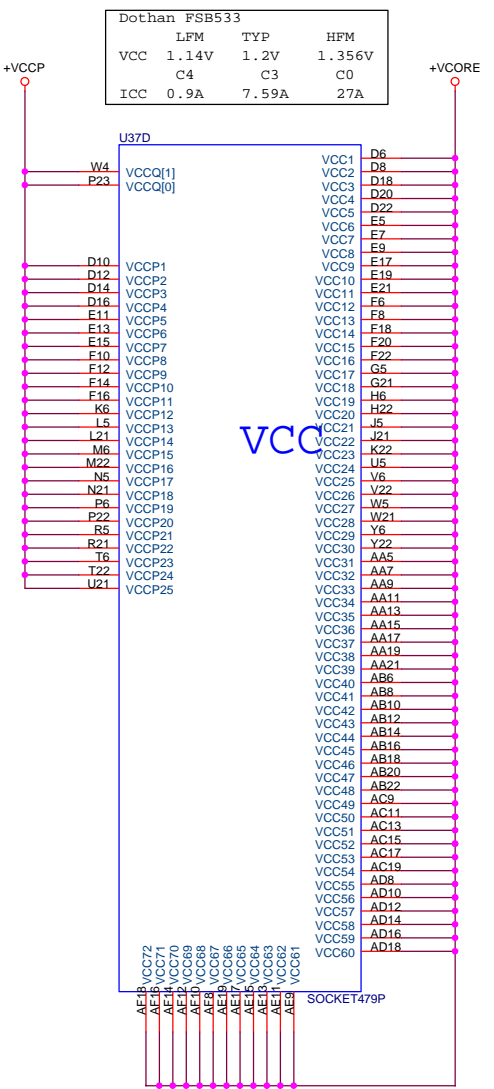 Dothan FSB533
LFM TYP HFM
VCC 1.14V 1.2V 1.356V
C4 C3 C0
ICC 0.9A 7.59A 27A
+VCCP
+VCORE
U37D
W4 VCCQ[1]
P23 VCCQ[0]
D10 VCCP1
D12 VCCP2
D14 VCCP3
D16 VCCP4
E11 VCCP5
E13 VCCP6
E15 VCCP7
F10 VCCP8
F12 VCCP9
F14 VCCP10
F16 VCCP11
K6 VCCP12
L5 VCCP13
L21 VCCP14
M6 VCCP15
M22 VCCP16
N5 VCCP17
N21 VCCP18
P6 VCCP19
P22 VCCP20
R5 VCCP21
R21 VCCP22
T6 VCCP23
T22 VCCP24
U21 VCCP25
VCC
VCC1 D6
VCC2 D8
VCC3 D18
VCC4 D20
VCC5 D22
VCC6 E5
VCC7 E7
VCC8 E9
VCC9 E17
VCC10 E19
VCC11 E21
VCC12 F6
VCC13 F8
VCC14 F18
VCC15 F20
VCC16 F22
VCC17 G5
VCC18 G21
VCC19 H6
VCC20 H22
VCC21 J5
VCC22 J21
VCC23 K22
VCC24 U5
VCC25 V6
VCC26 V22
VCC27 W5
VCC28 W21
VCC29 Y6
VCC30 Y22
VCC31 AA5
VCC32 AA7
VCC33 AA9
VCC34 AA11
VCC35 AA13
VCC36 AA15
VCC37 AA17
VCC38 AA19
VCC39 AA21
VCC40 AB6
VCC41 AB8
VCC42 AB10
VCC43 AB12
VCC44 AB14
VCC45 AB16
VCC46 AB18
VCC47 AB20
VCC48 AB22
VCC49 AC9
VCC50 AC11
VCC51 AC13
VCC52 AC15
VCC53 AC17
VCC54 AC19
VCC55 AD8
VCC56 AD10
VCC57 AD12
VCC58 AD14
VCC59 AD16
VCC60 AD18
AF18 VCC72
AF16 VCC71
AF14 VCC70
AF12 VCC69
AF10 VCC68
AF8 VCC67
AE19 VCC66
AE17 VCC65
AE15 VCC64
AE13 VCC63
AE11 VCC62
AE9 VCC61
SOCKET479P